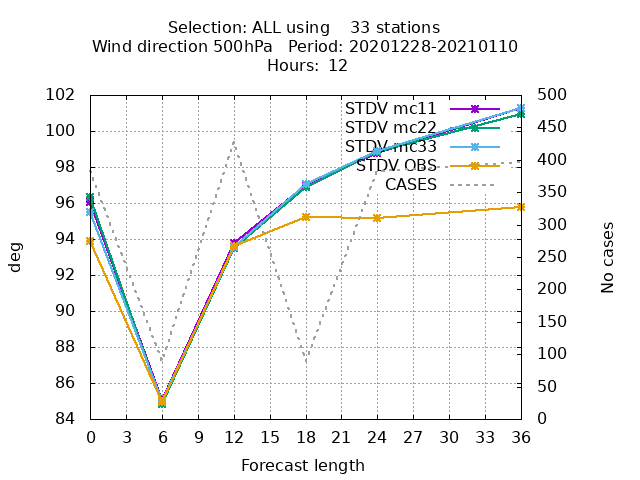 Selection: ALL using    33 stations
Wind direction 500hPa   Period: 20201228-20210110
Hours: 12
102
100
98
96
94
92
90
88
86
84
500
450
400
350
300
250
200
150
100
50
0
STDV mc11
STDV mc22
STDV mc33
STDV OBS
CASES
deg
No cases
0 3 6 9 12 15 18 21 24 27 30 33 36
Forecast length